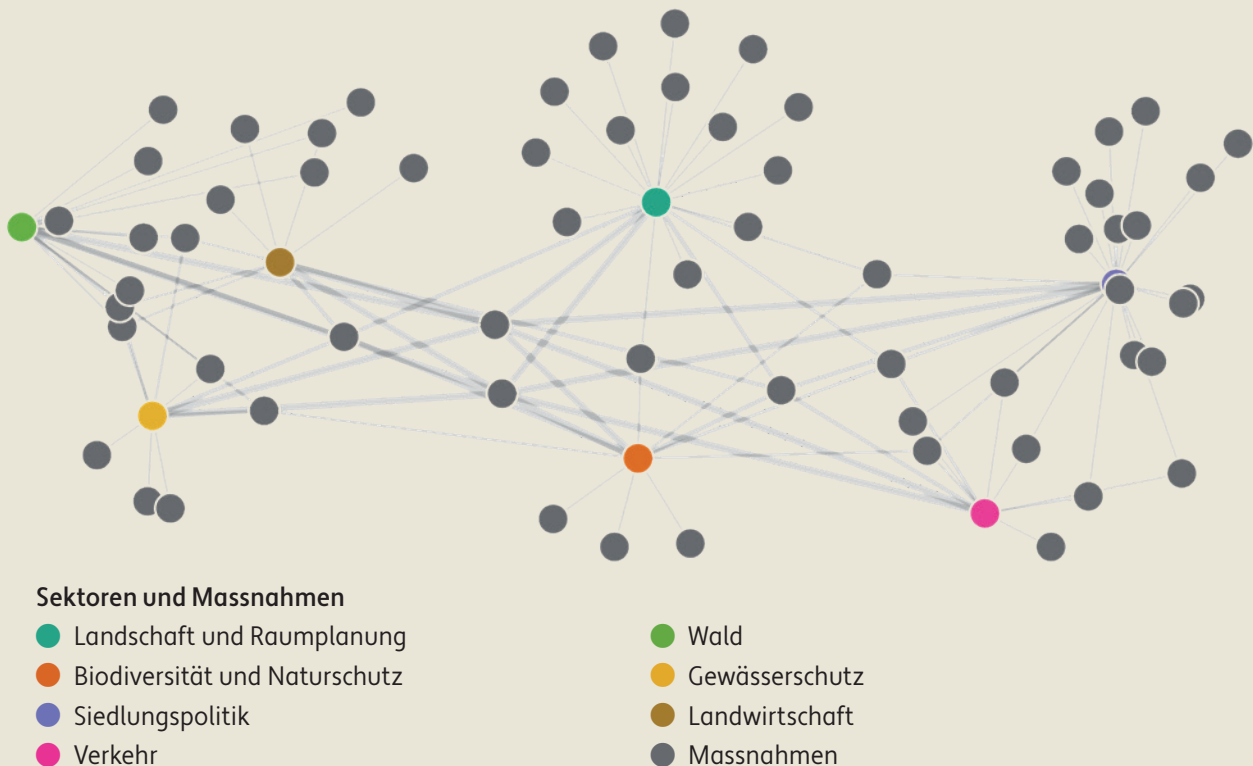 Sektoren und Massnahmen
Landschaft und Raumplanung
Biodiversität und Naturschutz
Siedlungspolitik
Verkehr
Wald
Gewässerschutz
Landwirtschaft
Massnahmen